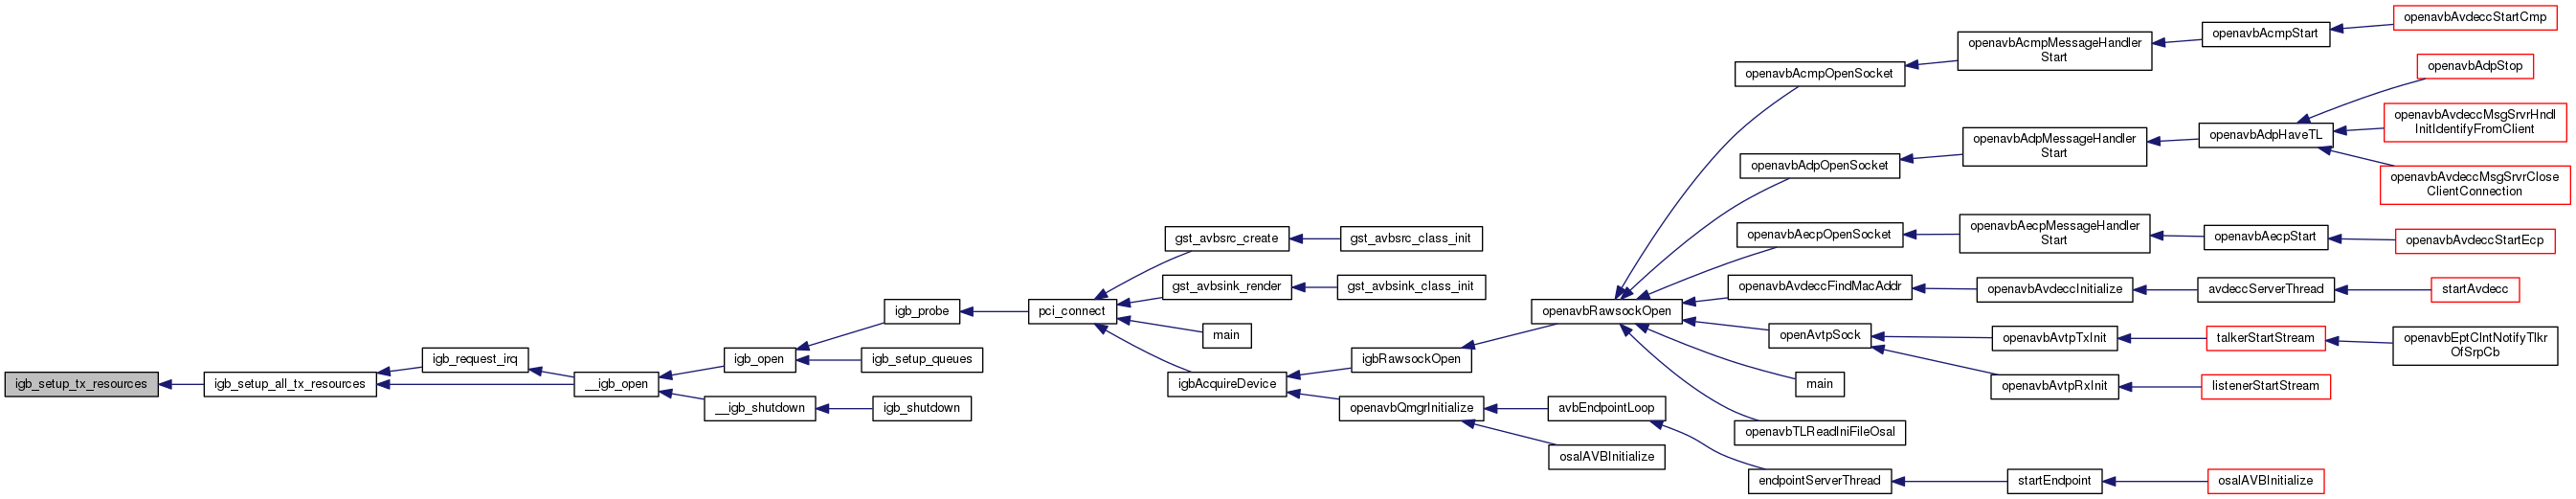 igb_setup_tx_resources
igb_setup_all_tx_resources
igb_request_irq
__igb_open
igb_open
__igb_shutdown
igb_probe
igb_setup_queues
igb_shutdown
pci_connect
gst_avbsrc_create
gst_avbsink_render
main
igbAcquireDevice
gst_avbsrc_class_init
gst_avbsink_class_init
igbRawsockOpen
openavbQmgrInitialize
openavbRawsockOpen
avbEndpointLoop
osalAVBInitialize
openavbAcmpOpenSocket
openavbAdpOpenSocket
openavbAecpOpenSocket
openavbAvdeccFindMacAddr
openAvtpSock
main
openavbTLReadIniFileOsal
endpointServerThread
openavbAcmpMessageHandler
Start
openavbAdpMessageHandler
Start
openavbAecpMessageHandler
Start
openavbAvdeccInitialize
openavbAvtpTxInit
openavbAvtpRxInit
startEndpoint
openavbAcmpStart
openavbAdpHaveTL
openavbAecpStart
avdeccServerThread
talkerStartStream
listenerStartStream
osalAVBInitialize
openavbAvdeccStartCmp
openavbAdpStop
openavbAvdeccMsgSrvrHndl
InitIdentifyFromClient
openavbAvdeccMsgSrvrClose
ClientConnection
openavbAvdeccStartEcp
startAvdecc
openavbEptClntNotifyTlkr
OfSrpCb